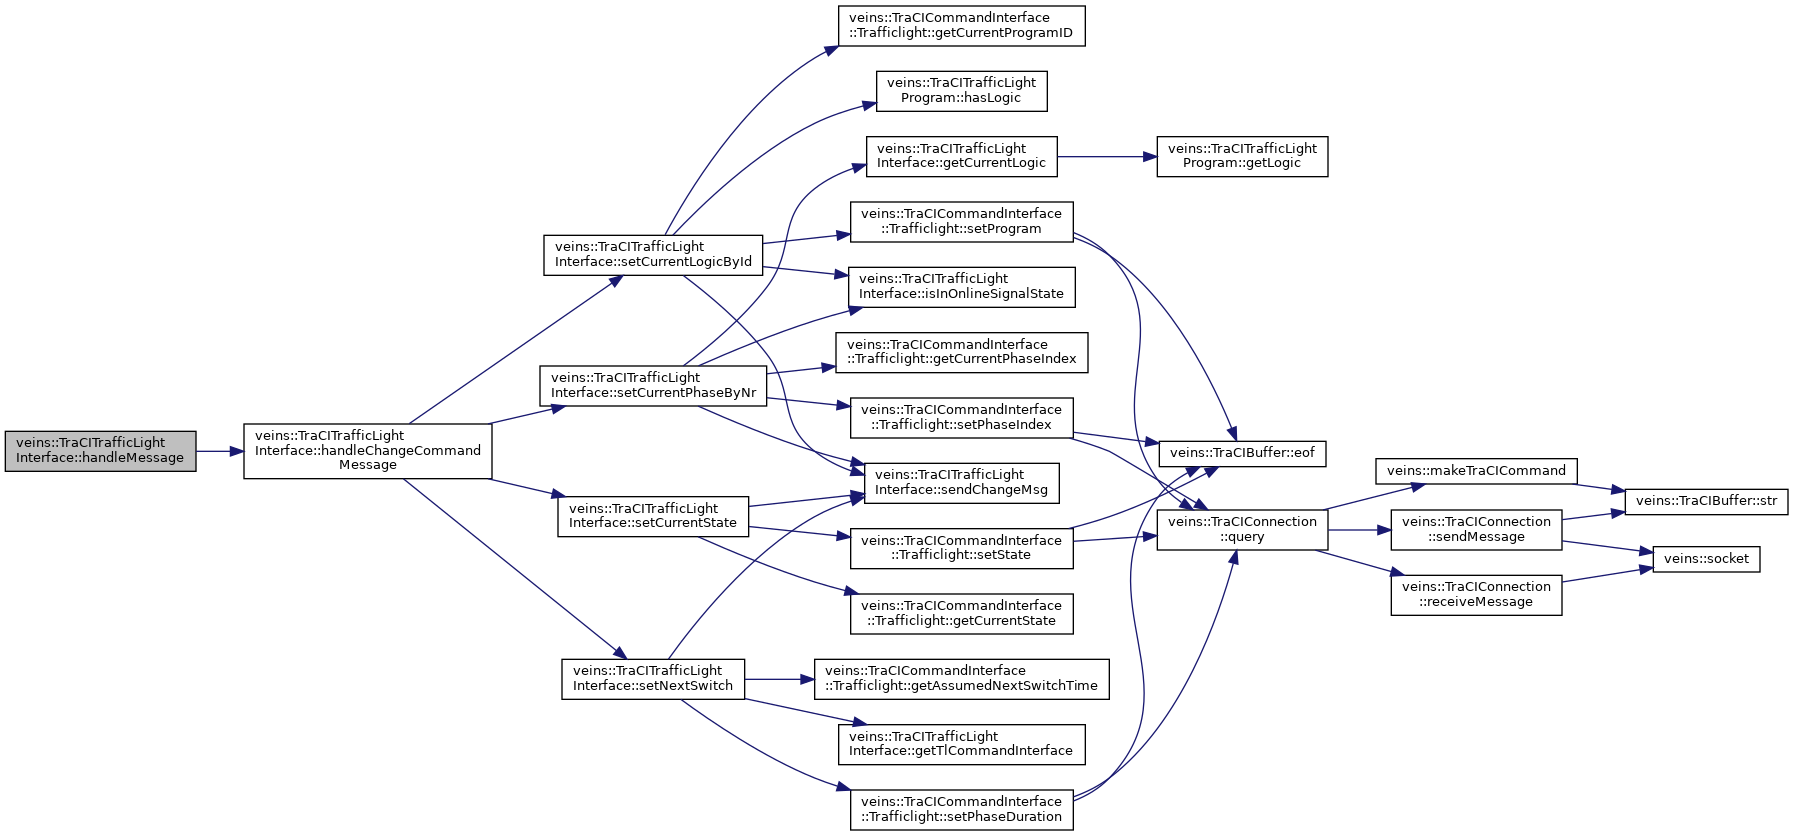 veins::TraCITrafficLight
Interface::handleMessage
veins::TraCITrafficLight
Interface::handleChangeCommand
Message
veins::TraCITrafficLight
Interface::setCurrentLogicById
veins::TraCITrafficLight
Interface::setCurrentPhaseByNr
veins::TraCITrafficLight
Interface::setCurrentState
veins::TraCITrafficLight
Interface::setNextSwitch
veins::TraCICommandInterface
::Trafficlight::getCurrentProgramID
veins::TraCITrafficLight
Program::hasLogic
veins::TraCITrafficLight
Interface::getCurrentLogic
veins::TraCICommandInterface
::Trafficlight::setProgram
veins::TraCITrafficLight
Interface::isInOnlineSignalState
veins::TraCICommandInterface
::Trafficlight::getCurrentPhaseIndex
veins::TraCICommandInterface
::Trafficlight::setPhaseIndex
veins::TraCITrafficLight
Interface::sendChangeMsg
veins::TraCICommandInterface
::Trafficlight::setState
veins::TraCICommandInterface
::Trafficlight::getCurrentState
veins::TraCICommandInterface
::Trafficlight::getAssumedNextSwitchTime
veins::TraCITrafficLight
Interface::getTlCommandInterface
veins::TraCICommandInterface
::Trafficlight::setPhaseDuration
veins::TraCITrafficLight
Program::getLogic
veins::TraCIBuffer::eof
veins::TraCIConnection
::query
veins::makeTraCICommand
veins::TraCIConnection
::sendMessage
veins::TraCIConnection
::receiveMessage
veins::TraCIBuffer::str
veins::socket